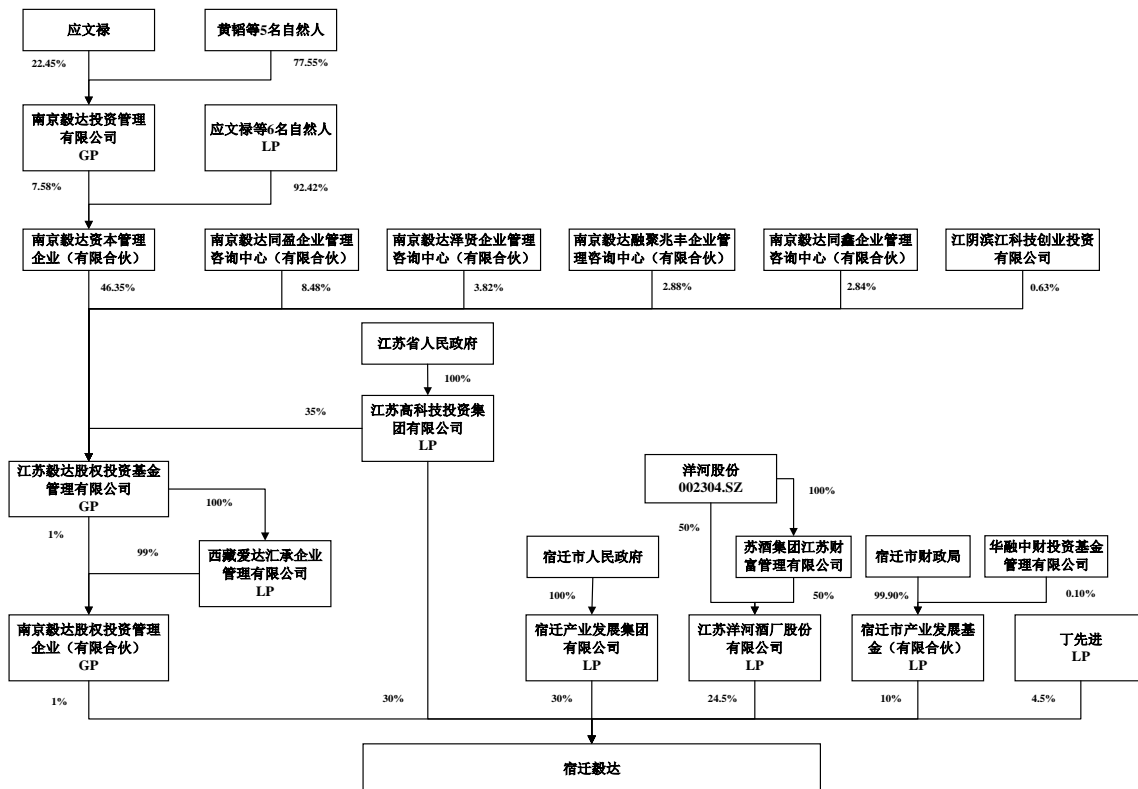 应文禄
黄韬等5名自然人
22.45%
77.55%
南京毅达投资管理
有限公司
GP
应文禄等6名自然人
LP
7.58%
92.42%
南京毅达资本管理
企业（有限合伙）
南京毅达同盈企业管理
咨询中心（有限合伙）
南京毅达泽贤企业管理
咨询中心（有限合伙）
南京毅达融聚兆丰企业管
理咨询中心（有限合伙）
南京毅达同鑫企业管理
咨询中心（有限合伙）
江阴滨江科技创业投资
有限公司
46.35%
8.48%
3.82%
2.88%
2.84%
0.63%
江苏省人民政府
100%
江苏高科技投资集
团有限公司
LP
35%
江苏毅达股权投资基金
管理有限公司
GP
100%
洋河股份
002304.SZ
100%
1%
99%
50%
西藏爱达汇承企业
管理有限公司
LP
宿迁市人民政府
苏酒集团江苏财
富管理有限公司
宿迁市财政局
华融中财投资基金
管理有限公司
100%
50%
99.90%
0.10%
南京毅达股权投资管理
企业（有限合伙）
GP
宿迁产业发展集团
有限公司
LP
江苏洋河酒厂股份
有限公司
LP
宿迁市产业发展基
金（有限合伙）
LP
丁先进
LP
1%
30%
30%
24.5%
10%
4.5%
宿迁毅达